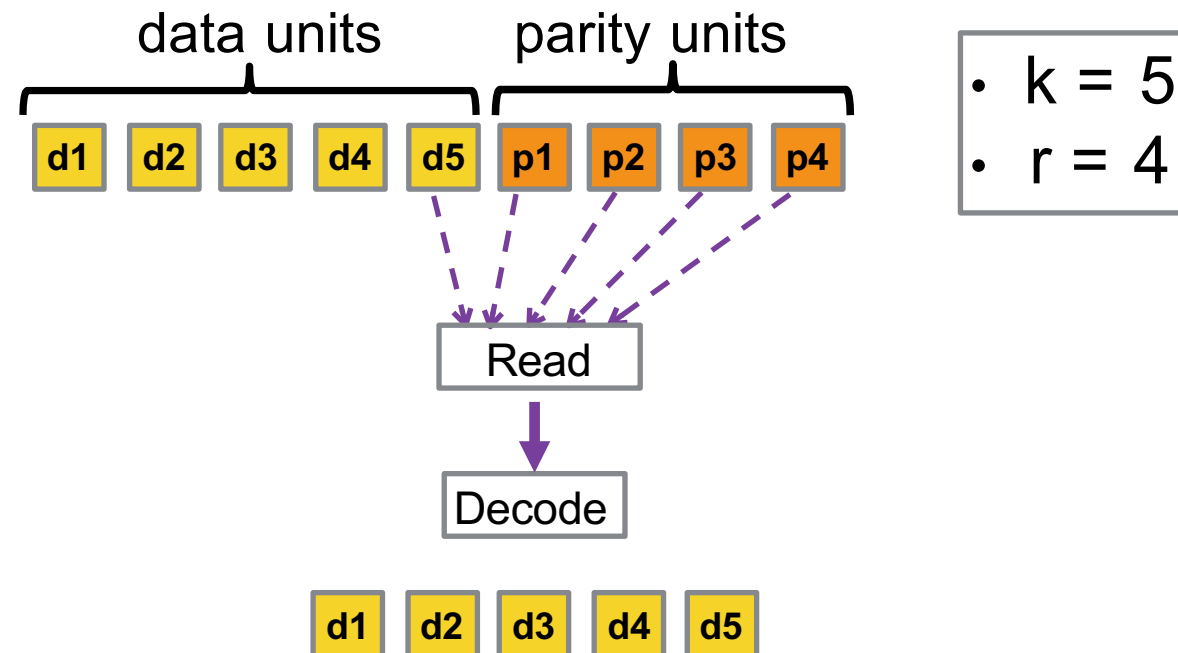 data units parity units
• k = 5
• r = 4
d1 d2 d3 d4 d5 p1 p2 p3 p4
Read
Decode
d1 d2 d3 d4 d5